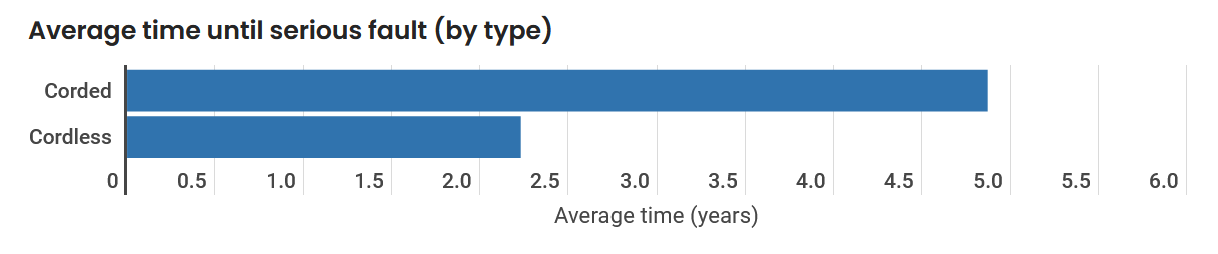 Average time until serious fault (by type)
Corded
Cordless
0 0.5 1.0 1.5 2.0 2.5 3.0 3.5 4.0 4.5 5.0 5.5 6.0
Average time (years)